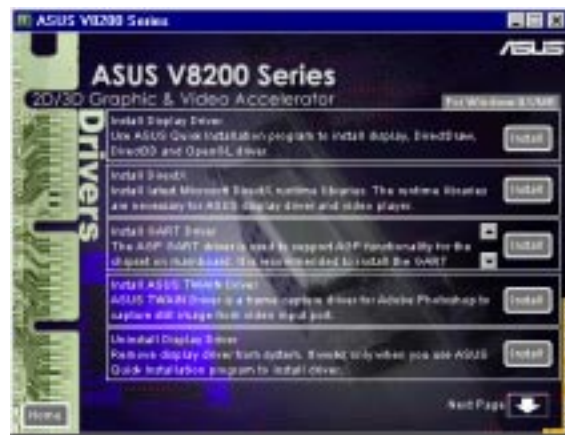 ASUS V8200 Series
ASUS
ASUS V8200 Series
2D/3D Graphic & Video Accelerator
For Windows 9X/ME
Drivers
Install Display Driver
Use ASUS Quick Installation program to install display, DirectDraw,
Direct3D and OpenGL driver.
Install
Install DirectX
Install latest Microsoft DirectX runtime libraries. The runtime libraries
are necessary for ASUS display driver and video player.
Install
Install GART Driver
The AGP GART driver is used to support AGP functionality for the
chipset on mainboard. It is recommended to install the GART
Install
Install ASUS TWAIN Driver
ASUS TWAIN Driver is a frame capture driver for Adobe Photoshop to
capture still image from video input port.
Install
Uninstall Display Driver
Remove display driver from system. It works only when you use ASUS
Quick Installation program to install driver.
Install
Next Page
Home